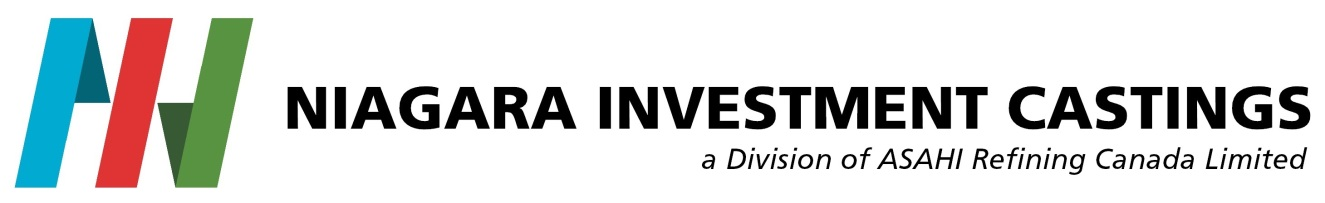 NIAGARA INVESTMENT CASTINGS
a Division of ASAHI Refining Canada Limited